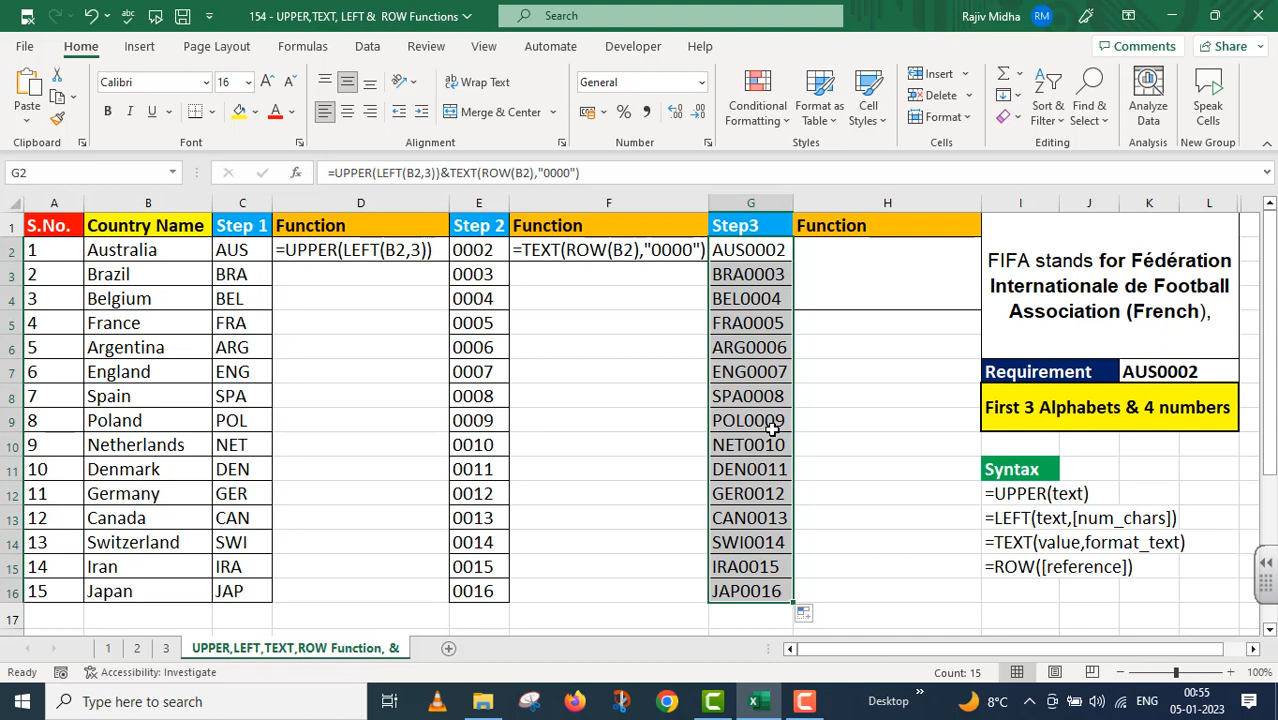 154 - UPPER,TEXT, LEFT & ROW Functions
Search
Rajiv Midha RM
File Home Insert Page Layout Formulas Data Review View Automate Developer Help Comments Share
Paste
Calibri 16
B I U
Wrap Text
Merge & Center
General
Conditional Formatting
Format as Table
Cell Styles
Insert
Delete
Format
Sort & Filter
Find & Select
Analyze Data
Speak Cells
Clipboard Font Alignment Number Styles Cells Editing Analysis New Group
G2 fx =UPPER(LEFT(B2,3))&TEXT(ROW(B2),"0000")
A B C D E F G H I J K L
1 S.No. Country Name Step 1 Function Step 2 Function Step3 Function
2 1 Australia AUS =UPPER(LEFT(B2,3)) 0002 =TEXT(ROW(B2),"0000") AUS0002
3 2 Brazil BRA 0003 BRA0003
4 3 Belgium BEL 0004 BEL0004
5 4 France FRA 0005 FRA0005
6 5 Argentina ARG 0006 ARG0006
7 6 England ENG 0007 ENG0007
8 7 Spain SPA 0008 SPA0008
9 8 Poland POL 0009 POL0009
10 9 Netherlands NET 0010 NET0010
11 10 Denmark DEN 0011 DEN0011
12 11 Germany GER 0012 GER0012
13 12 Canada CAN 0013 CAN0013
14 13 Switzerland SWI 0014 SWI0014
15 14 Iran IRA 0015 IRA0015
16 15 Japan JAP 0016 JAP0016
17
FIFA stands for Fédération
Internationale de Football
Association (French),
Requirement AUS0002
First 3 Alphabets & 4 numbers
Syntax
=UPPER(text)
=LEFT(text,[num_chars])
=TEXT(value,format_text)
=ROW([reference])
1 2 3 UPPER,LEFT,TEXT,ROW Function, &
Ready Accessibility: Investigate Count: 15 100%
Type here to search
Desktop
8°C
ENG
00:55
05-01-2023